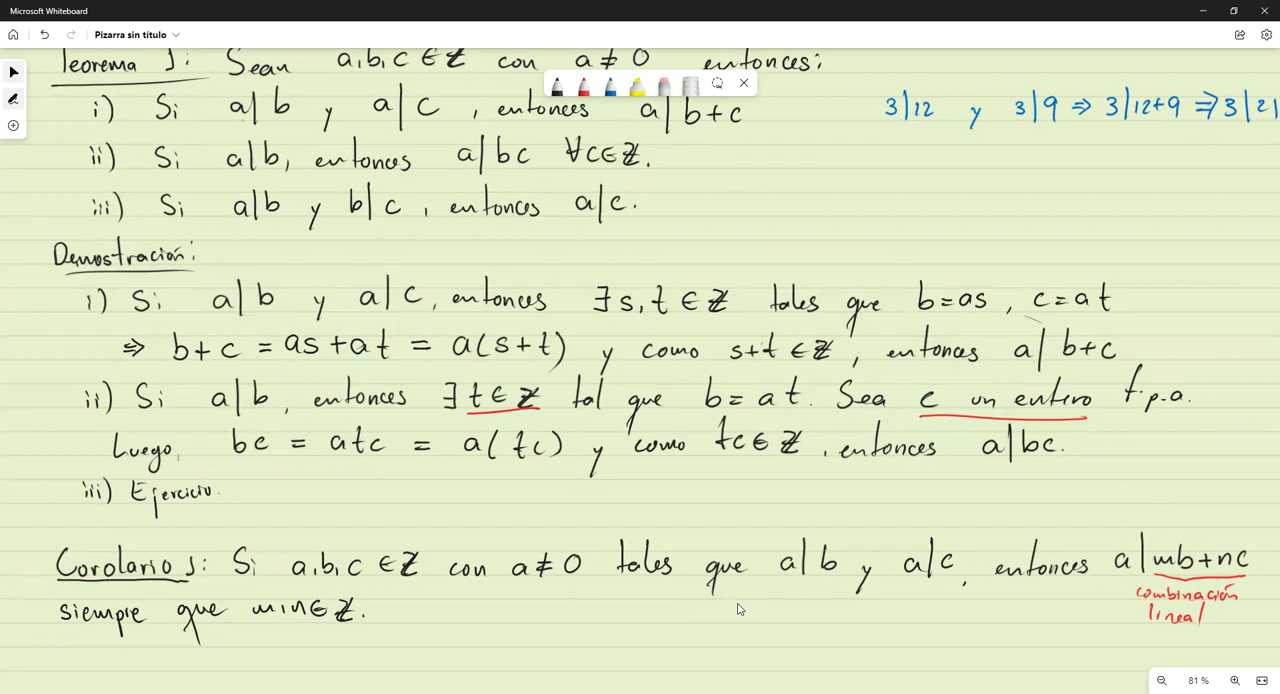 Microsoft Whiteboard
Pizarra sin título
Teorema 1: Sean a,b,c ∈ ℤ con a ≠ 0 entonces:
i) Si a|b y a|c, entonces a|b+c
3|12 y 3|9 ⇒ 3|12+9 ⇒ 3|21
ii) Si a|b, entonces a|bc ∀c∈ℤ.
iii) Si a|b y b|c, entonces a|c.
Demostración:
i) Si a|b y a|c, entonces ∃ s,t ∈ ℤ tales que b=as, c=at
⇒ b+c = as+at = a(s+t) y como s+t ∈ ℤ, entonces a|b+c
ii) Si a|b, entonces ∃ t∈ℤ tal que b=at. Sea c un entero f.p.a.
Luego, bc = atc = a(tc) y como tc∈ℤ, entonces a|bc.
iii) Ejercicio.
Corolario 1: Si a,b,c ∈ ℤ con a≠0 tales que a|b y a|c, entonces a|mb+nc
siempre que m,n∈ℤ.
combinación
lineal
81 %